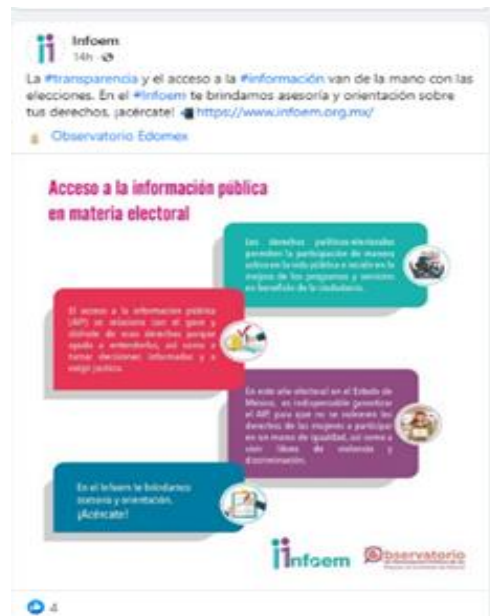 Infoem
14h
La #transparencia y el acceso a la #información van de la mano con las
elecciones. En el #Infoem te brindamos asesoría y orientación sobre
tus derechos, ¡acércate! https://www.infoem.org.mx/
Observatorio Edomex
Acceso a la información pública
en materia electoral
Los derechos político-electorales
permiten la participación de manera
activa en la vida pública e incide en la
mejora de los programas y servicios
en beneficio de la ciudadanía.
El acceso a la información pública
(AIP) se relaciona con el goce y
disfrute de más derechos porque
ayuda a entenderlos, así como a
tomar decisiones informadas y a
exigir justicia.
En este año electoral en el Estado de
México, es indispensable garantizar
el AIP, para que no se vulneren los
derechos de las mujeres a participar
en un marco de igualdad, así como a
vivir libres de violencia y
discriminación.
En el Infoem te brindamos
asesoría y orientación.
¡Acércate!
infoem
Observatorio
4